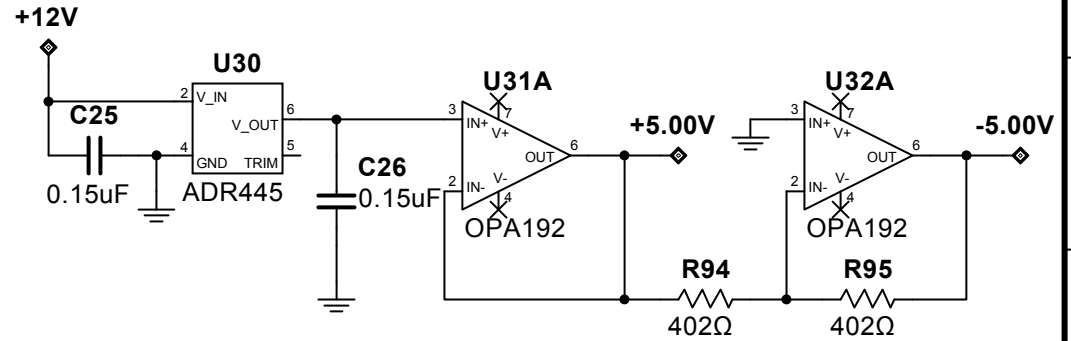 +12V
U30
2
V_IN
C25
V_OUT
6
4
GND
TRIM
5
0.15uF
ADR445
C26
0.15uF
U31A
3
IN+
7
V+
OUT
6
2
IN-
V-
4
OPA192
+5.00V
U32A
3
IN+
7
V+
OUT
6
2
IN-
V-
4
OPA192
-5.00V
R94
402Ω
R95
402Ω